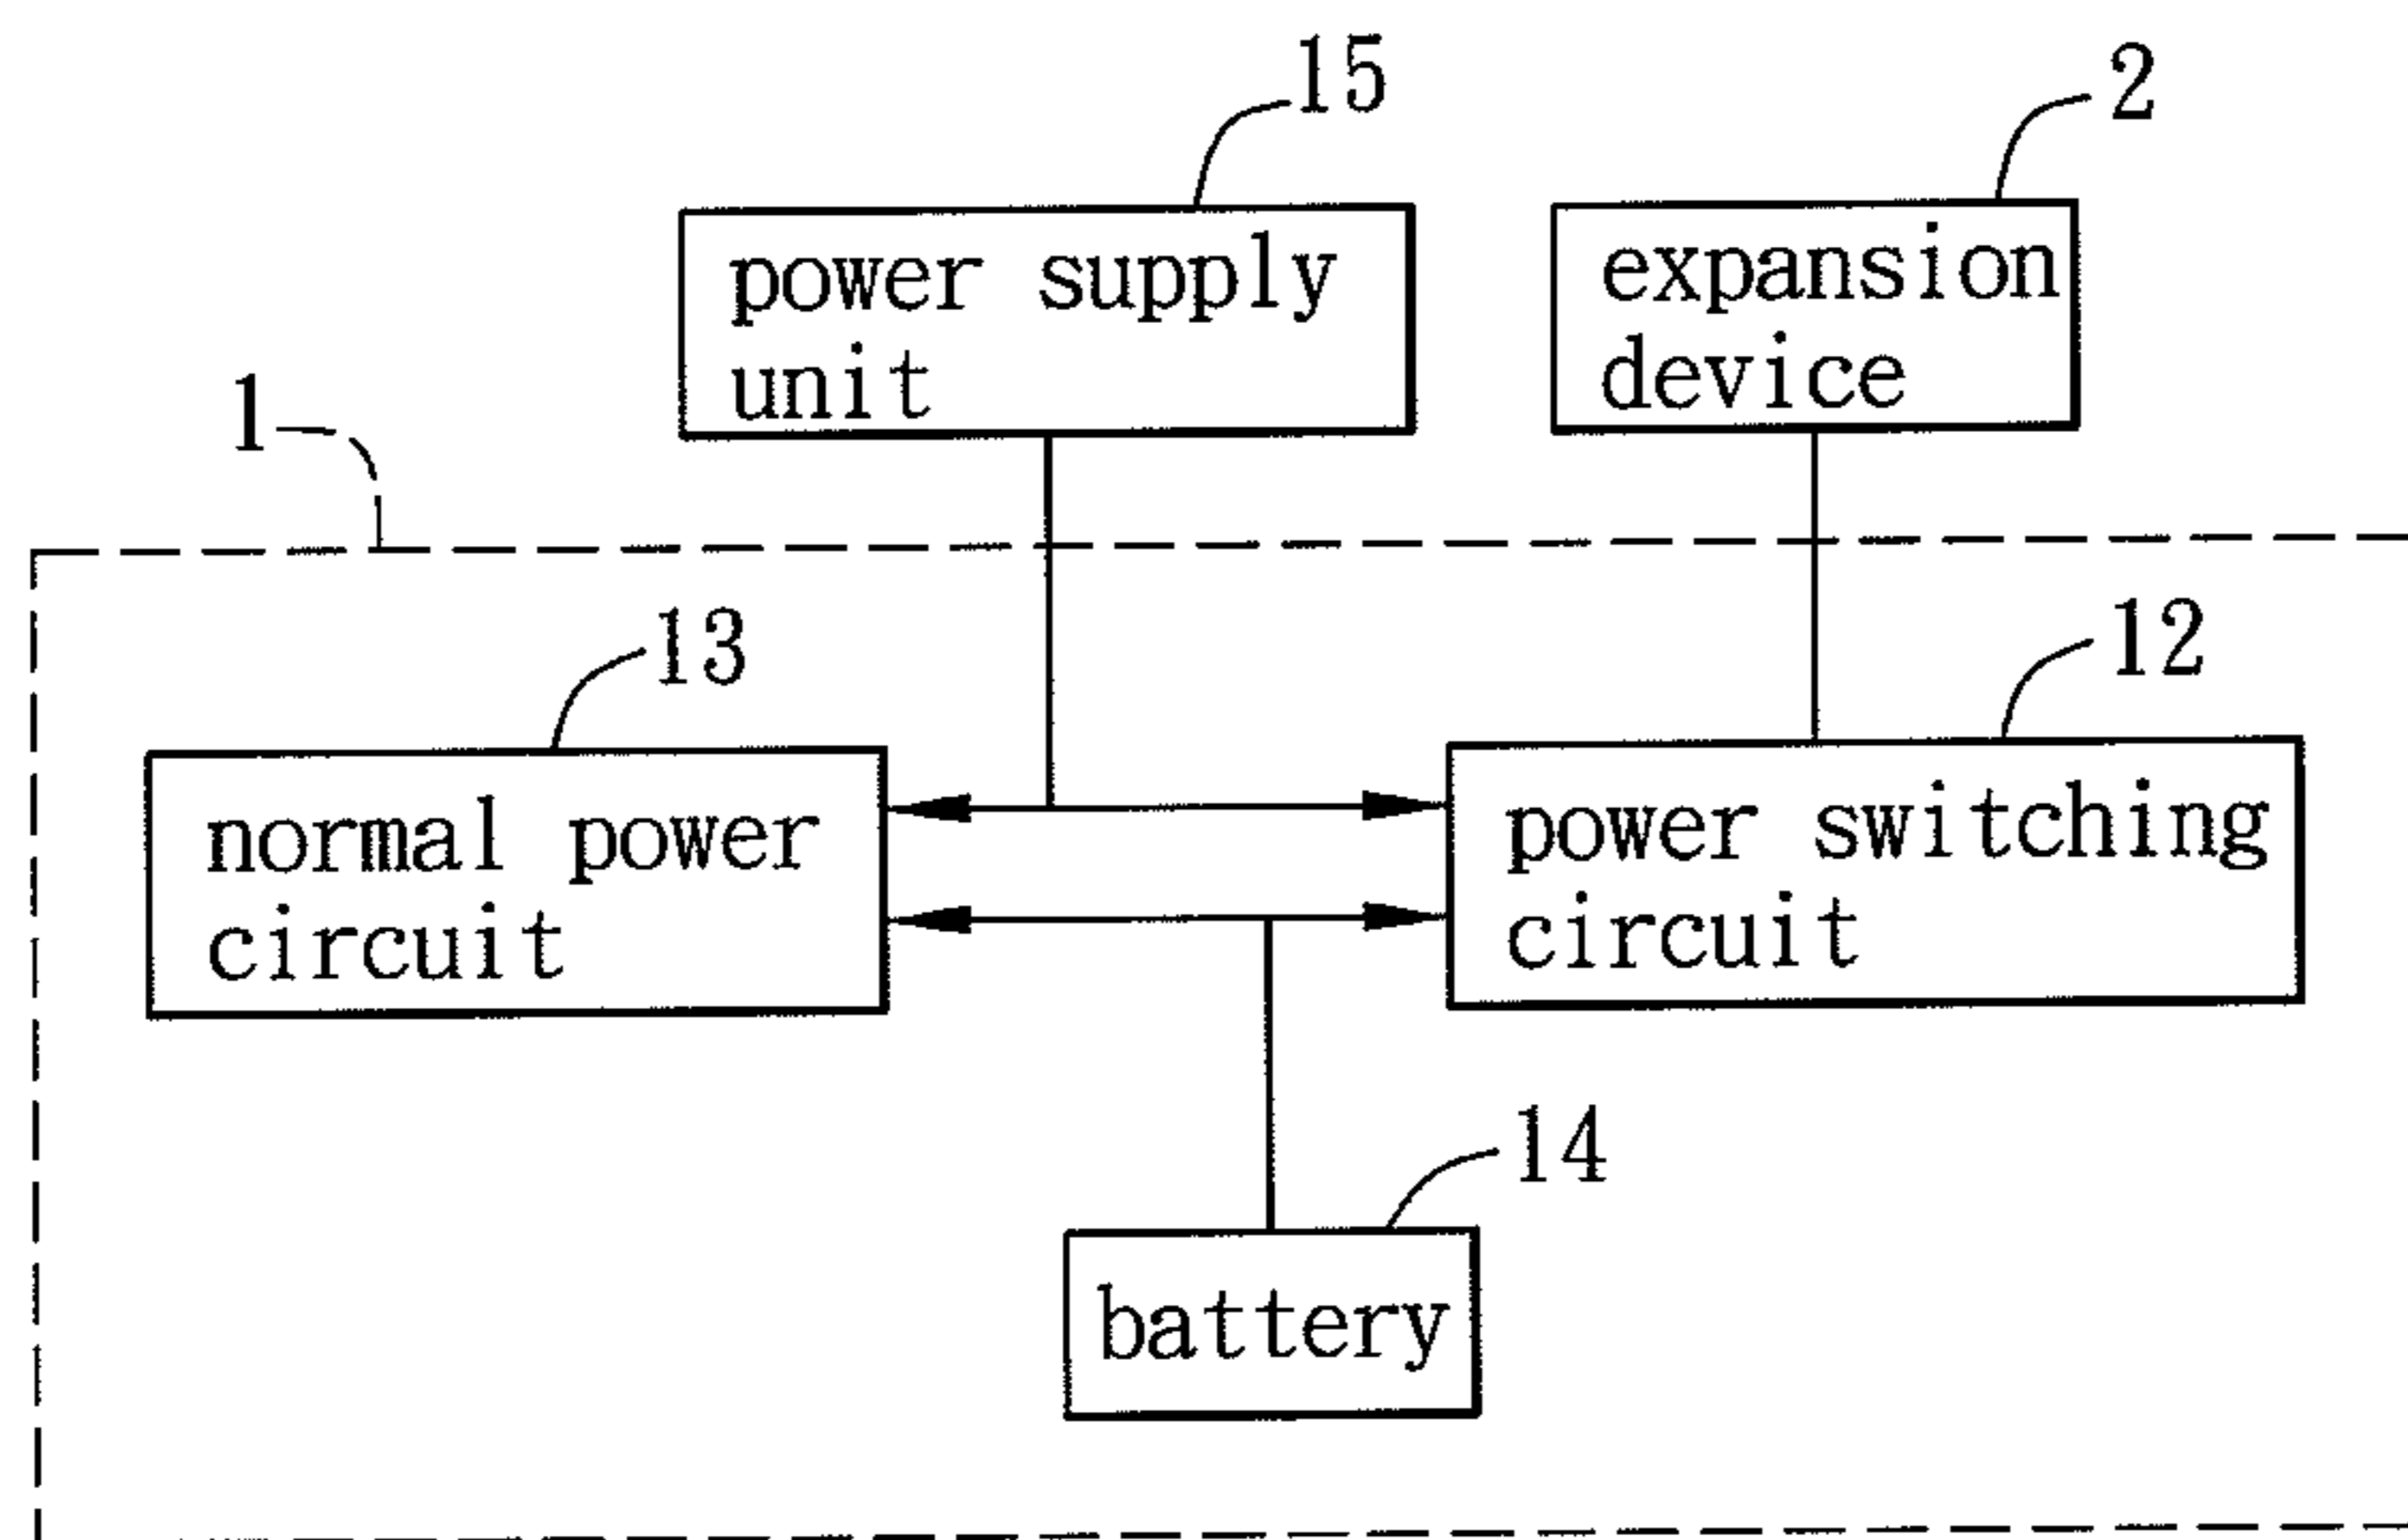 15
2
power supply
unit
expansion
device
1
13
12
normal power
circuit
power switching
circuit
14
battery